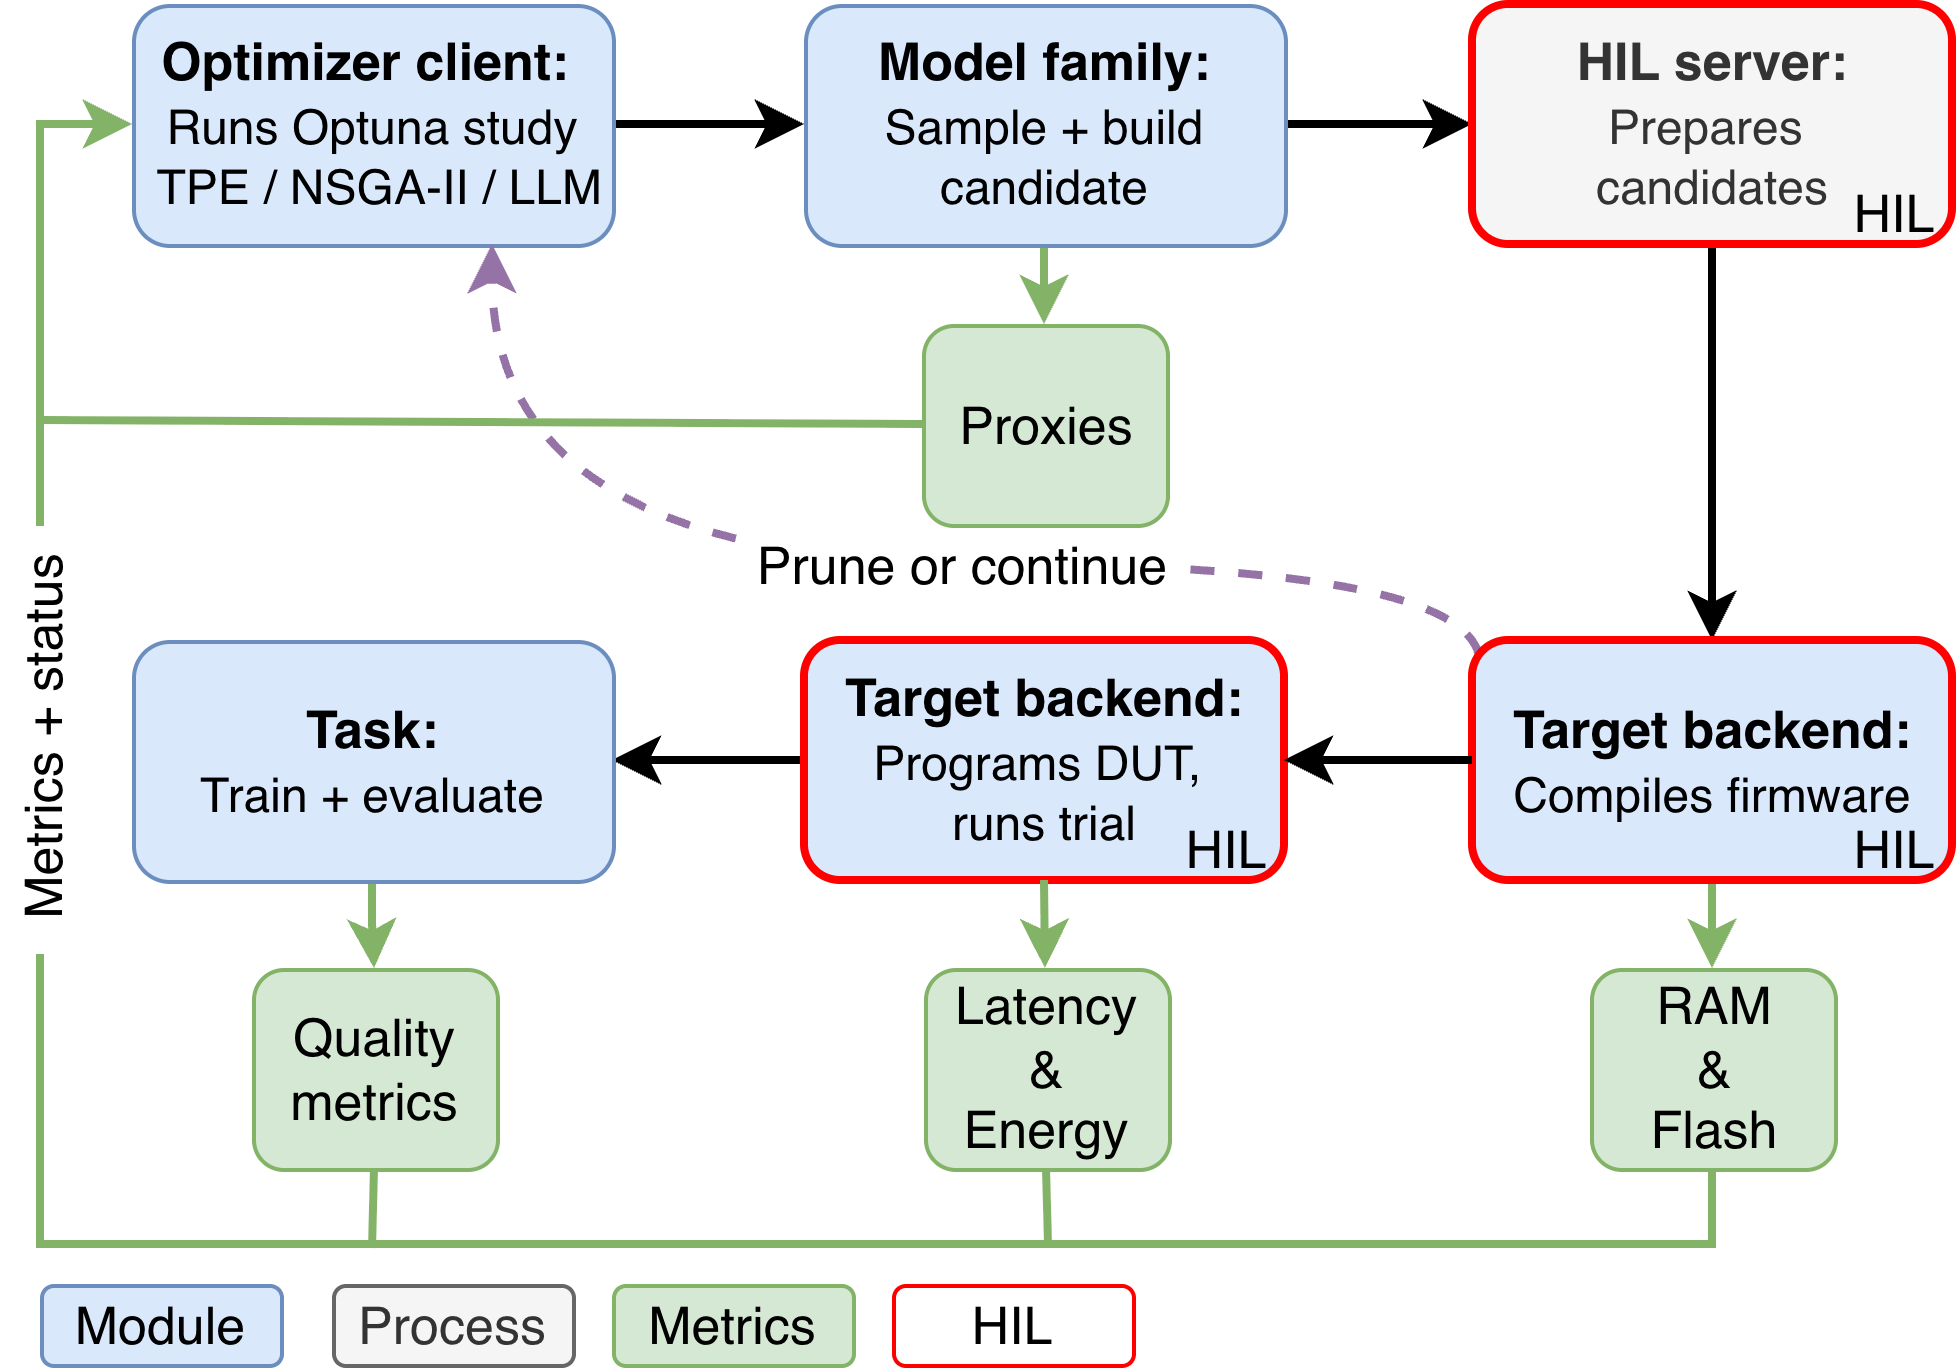 Optimizer client:
Runs Optuna study
TPE / NSGA-II / LLM
Model family:
Sample + build
candidate
HIL server:
Prepares
candidates
HIL
Proxies
Prune or continue
Metrics + status
Task:
Train + evaluate
Target backend:
Programs DUT,
runs trial
HIL
Target backend:
Compiles firmware
HIL
Quality
metrics
Latency
&
Energy
RAM
&
Flash
Module
Process
Metrics
HIL